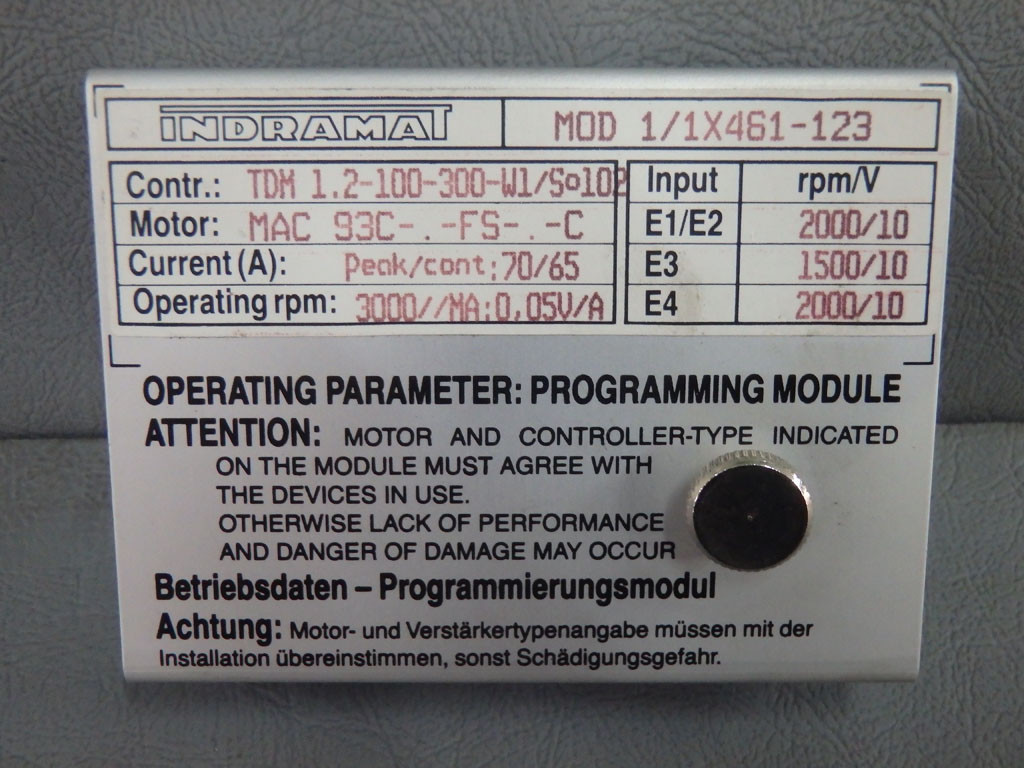 INDRAMAT MOD 1/1X461-123
Contr.: TDM 1.2-100-300-W1/S°102
Motor: MAC 93C-.-FS-.-C
Current (A): Peak/cont:70/65
Operating rpm: 3000//MA:0,05V/A
Input rpm/V
E1/E2 2000/10
E3 1500/10
E4 2000/10
OPERATING PARAMETER: PROGRAMMING MODULE
ATTENTION: MOTOR AND CONTROLLER-TYPE INDICATED
ON THE MODULE MUST AGREE WITH
THE DEVICES IN USE.
OTHERWISE LACK OF PERFORMANCE
AND DANGER OF DAMAGE MAY OCCUR
Betriebsdaten – Programmierungsmodul
Achtung: Motor- und Verstärkertypenangabe müssen mit der
Installation übereinstimmen, sonst Schädigungsgefahr.